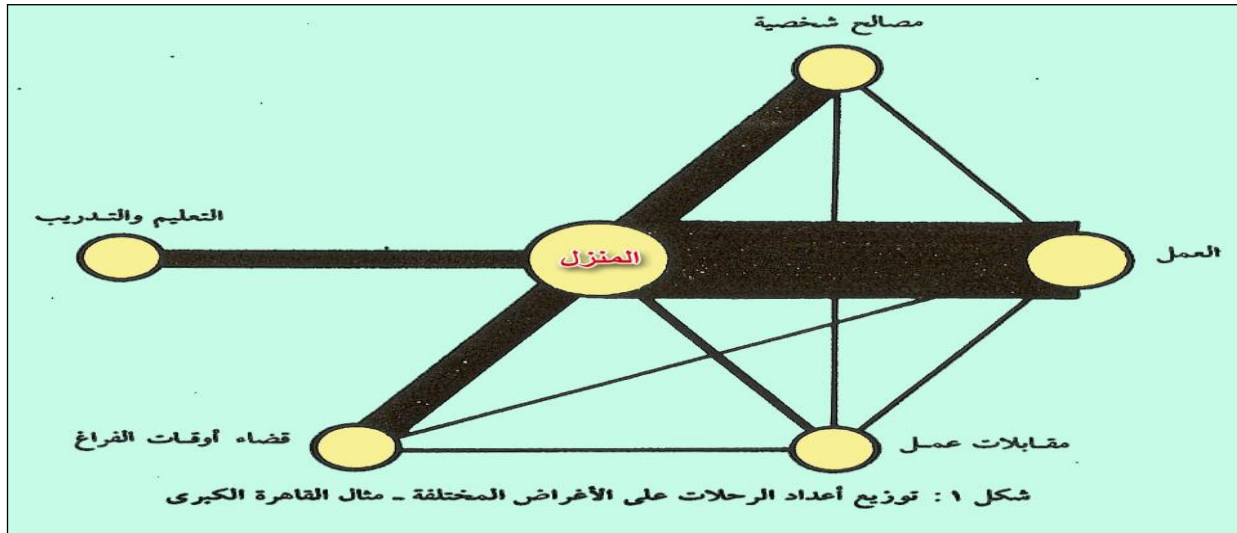 مصالح شخصية
التعليم والتدريب
المنزل
العمل
قضاء أوقات الفراغ
مقابلات عمل
شكل ١ : توزيع أعداد الرحلات على الأغراض المختلفة - مثال القاهرة الكبرى